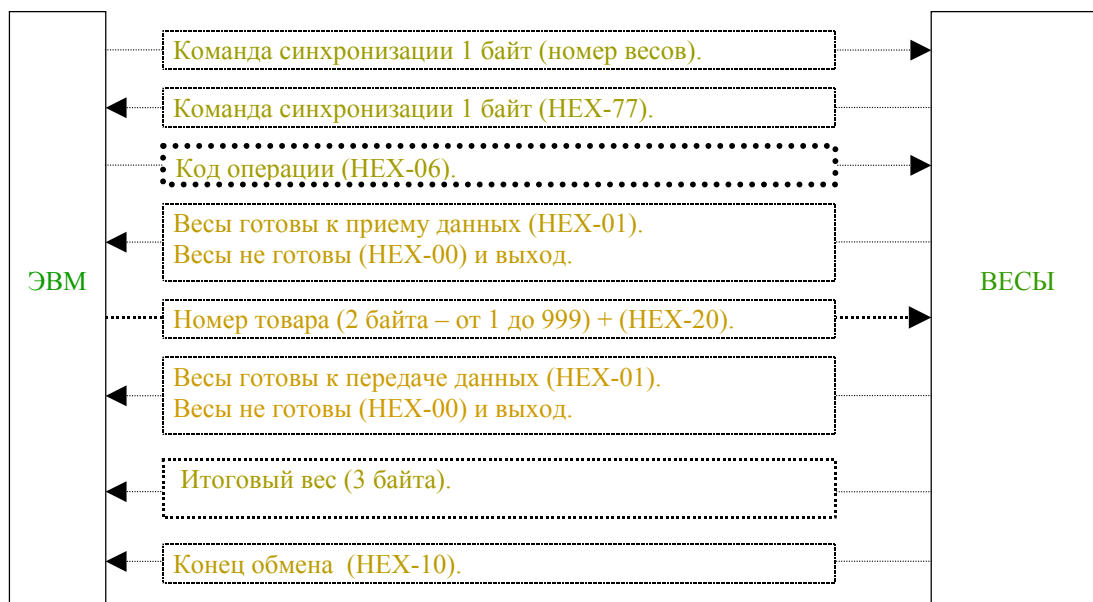 Команда синхронизации 1 байт (номер весов).
Команда синхронизации 1 байт (HEX-77).
Код операции (HEX-06).
Весы готовы к приему данных (HEX-01).
Весы не готовы (HEX-00) и выход.
ЭВМ
ВЕСЫ
Номер товара (2 байта – от 1 до 999) + (HEX-20).
Весы готовы к передаче данных (HEX-01).
Весы не готовы (HEX-00) и выход.
Итоговый вес (3 байта).
Конец обмена (HEX-10).